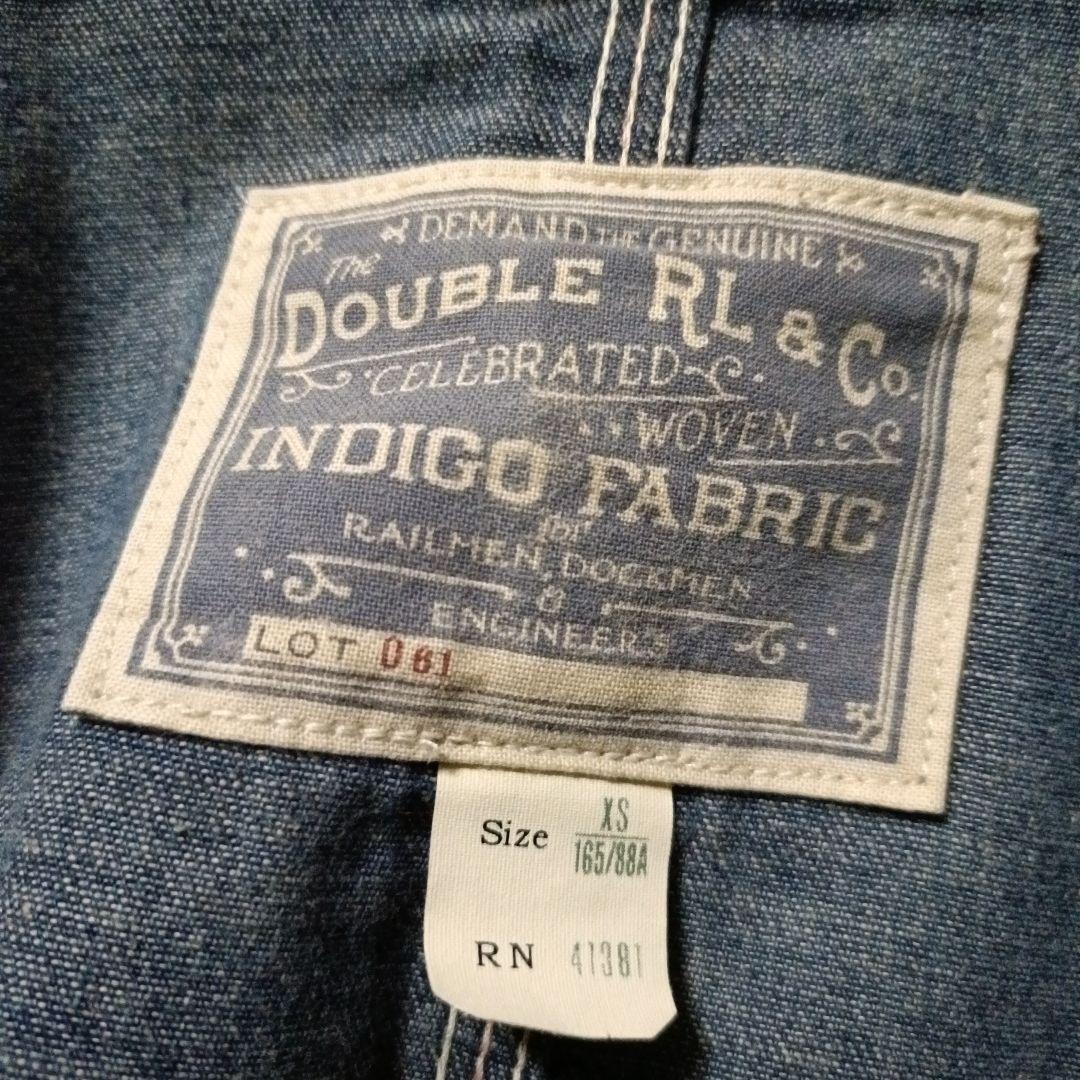 DEMAND THE GENUINE
The
DOUBLE RL & Co.
CELEBRATED
WOVEN
INDIGO FABRIC
for
RAILMEN, DOCKMEN
&
ENGINEERS
LOT 061
Size XS
165/88A
RN 41381